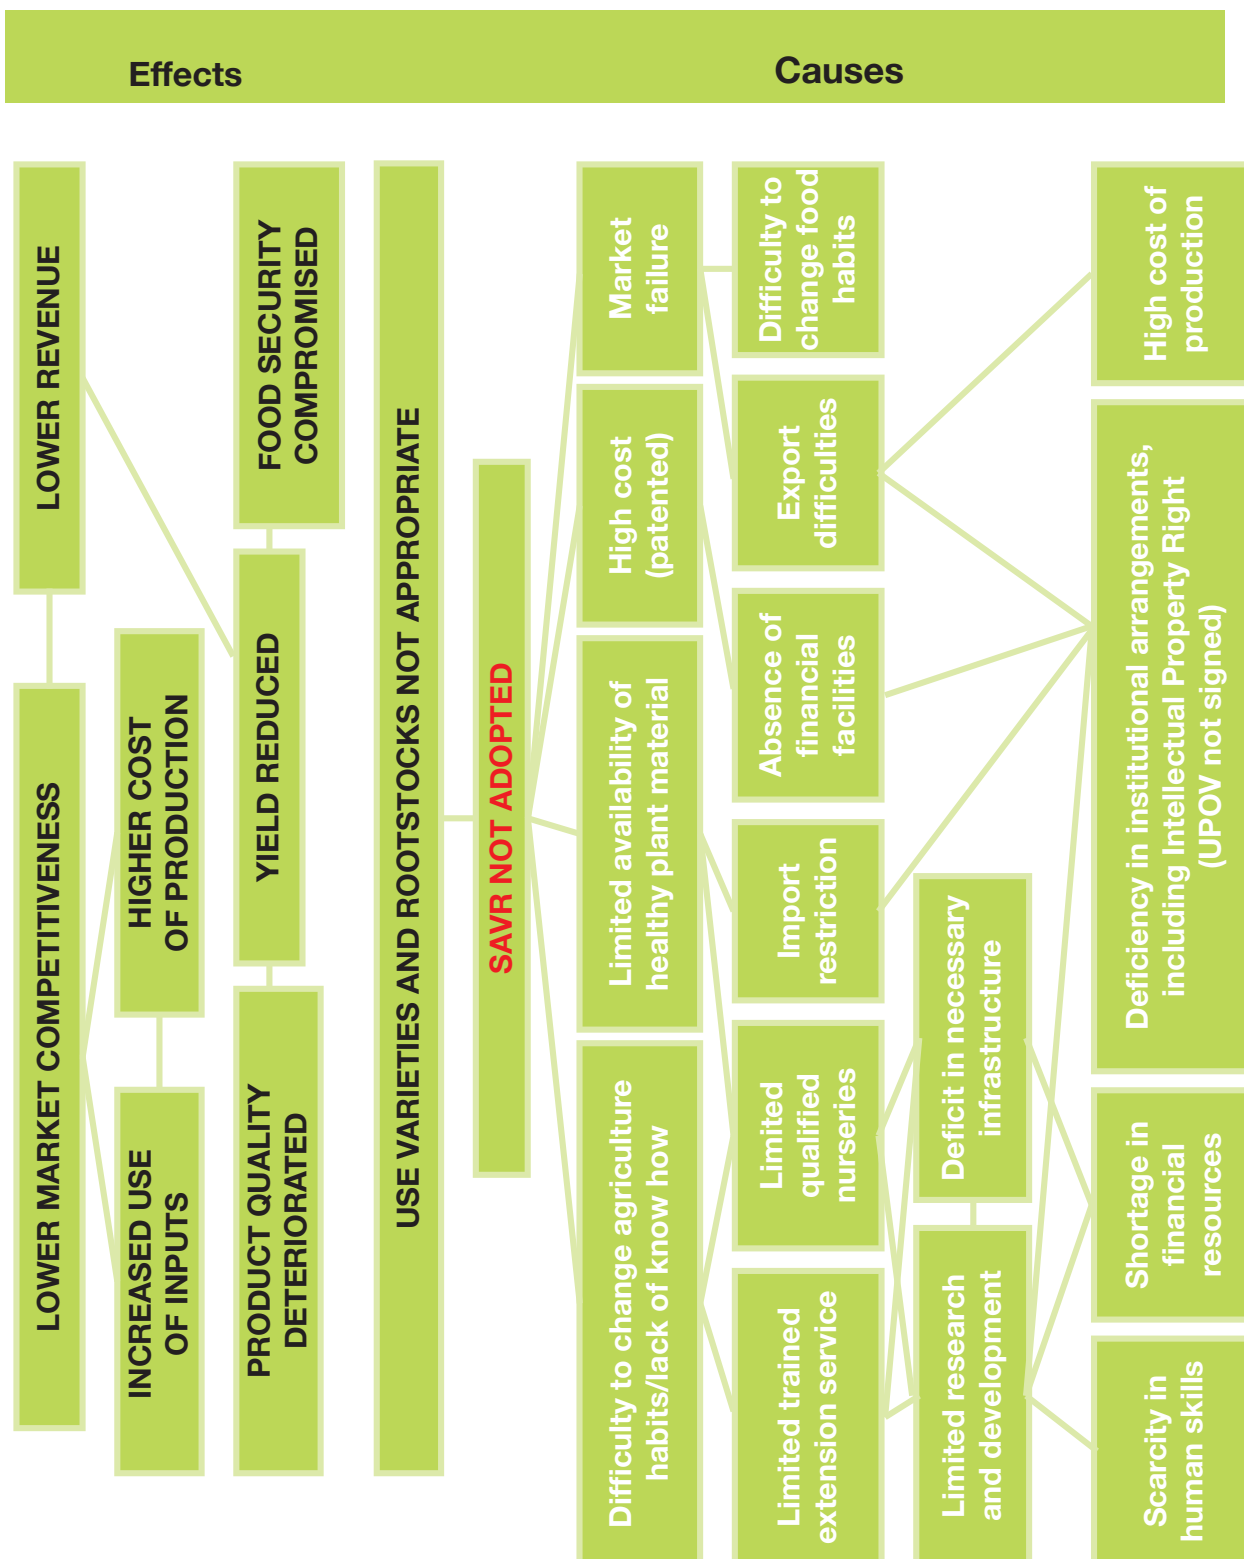 Effects
Causes
LOWER MARKET COMPETITIVENESS
LOWER REVENUE
INCREASED USE
OF INPUTS
HIGHER COST
OF PRODUCTION
PRODUCT QUALITY
DETERIORATED
YIELD REDUCED
FOOD SECURITY
COMPROMISED
USE VARIETIES AND ROOTSTOCKS NOT APPROPRIATE
SAVR NOT ADOPTED
Difficulty to change agriculture
habits/lack of know how
Limited availability of
healthy plant material
High cost
(patented)
Market
failure
Limited trained
extension service
Limited
qualified
nurseries
Import
restriction
Absence of
financial
facilities
Export
difficulties
Difficulty to
change food
habits
Limited research
and development
Deficit in necessary
infrastructure
Scarcity in
human skills
Shortage in
financial
resources
Deficiency in institutional arrangements,
including Intellectual Property Right
(UPOV not signed)
High cost of
production